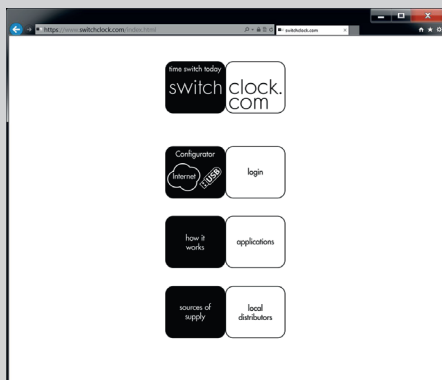 https://www.switchclock.com/index.html
switchclock.com
time switch today
switch clock.
com
Configurator
Internet
USB
login
how it
works
applications
sources of
supply
local
distributors